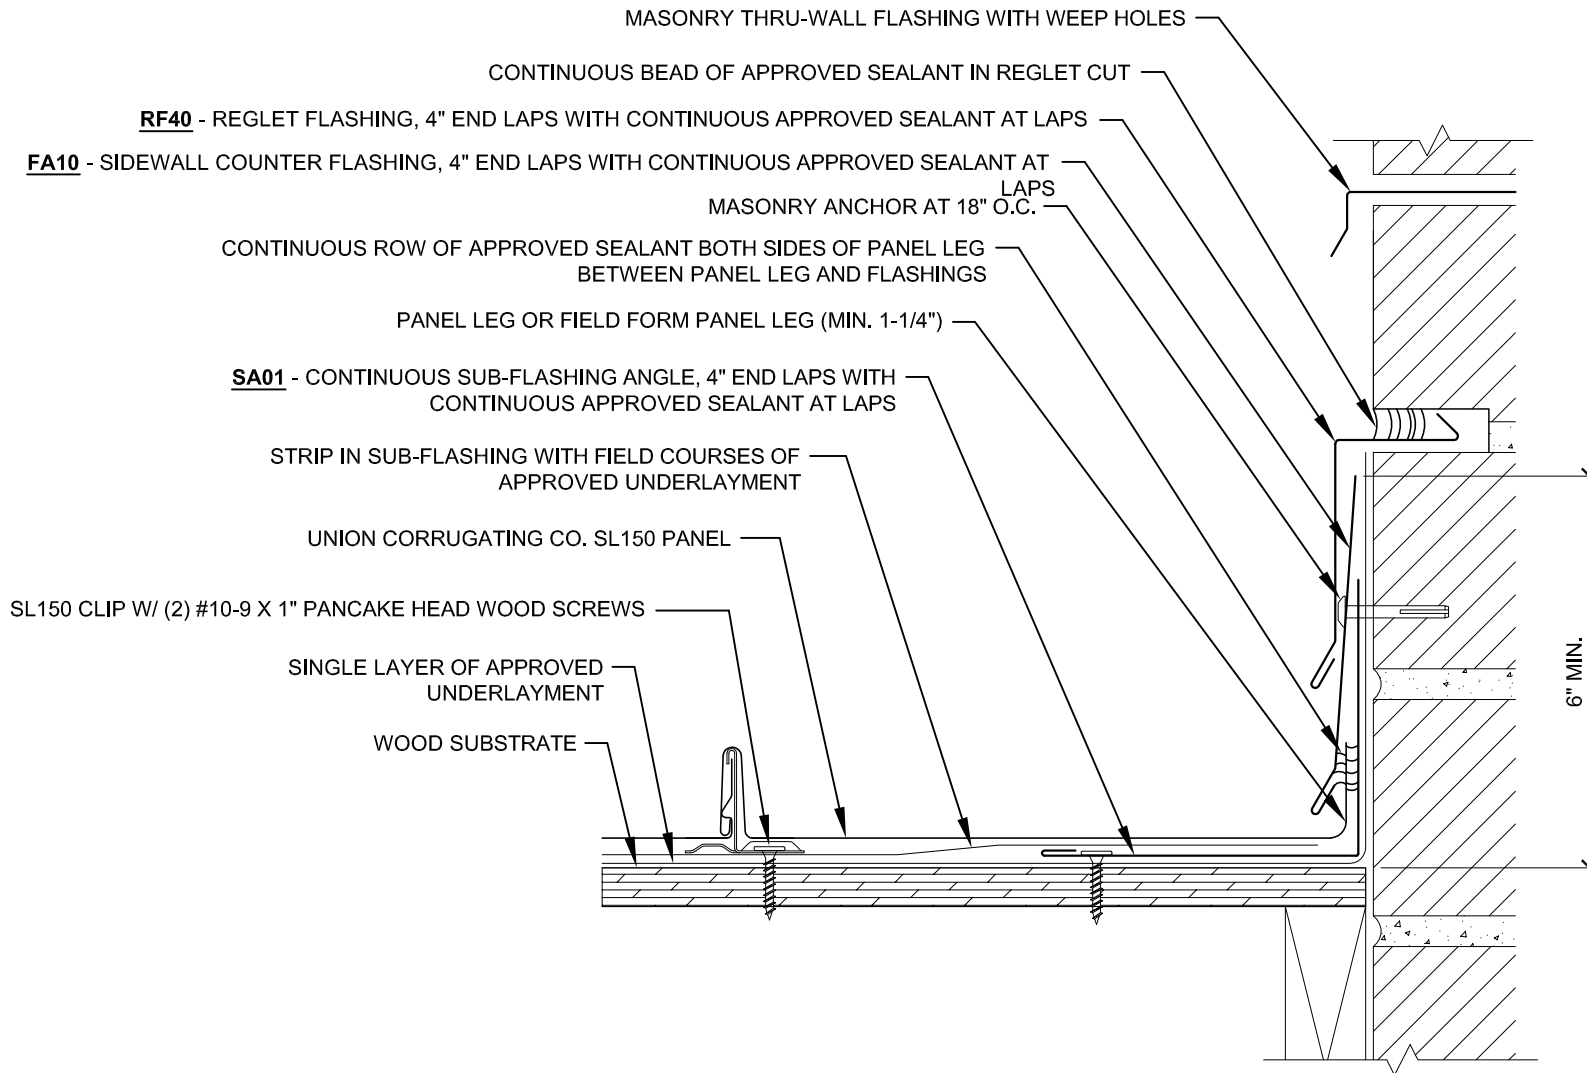 MASONRY THRU-WALL FLASHING WITH WEEP HOLES
CONTINUOUS BEAD OF APPROVED SEALANT IN REGLET CUT
RF40 - REGLET FLASHING, 4" END LAPS WITH CONTINUOUS APPROVED SEALANT AT LAPS
FA10 - SIDEWALL COUNTER FLASHING, 4" END LAPS WITH CONTINUOUS APPROVED SEALANT AT
LAPS
MASONRY ANCHOR AT 18" O.C.
CONTINUOUS ROW OF APPROVED SEALANT BOTH SIDES OF PANEL LEG
BETWEEN PANEL LEG AND FLASHINGS
PANEL LEG OR FIELD FORM PANEL LEG (MIN. 1-1/4")
SA01 - CONTINUOUS SUB-FLASHING ANGLE, 4" END LAPS WITH
CONTINUOUS APPROVED SEALANT AT LAPS
STRIP IN SUB-FLASHING WITH FIELD COURSES OF
APPROVED UNDERLAYMENT
UNION CORRUGATING CO. SL150 PANEL
SL150 CLIP W/ (2) #10-9 X 1" PANCAKE HEAD WOOD SCREWS
SINGLE LAYER OF APPROVED
UNDERLAYMENT
WOOD SUBSTRATE
6" MIN.